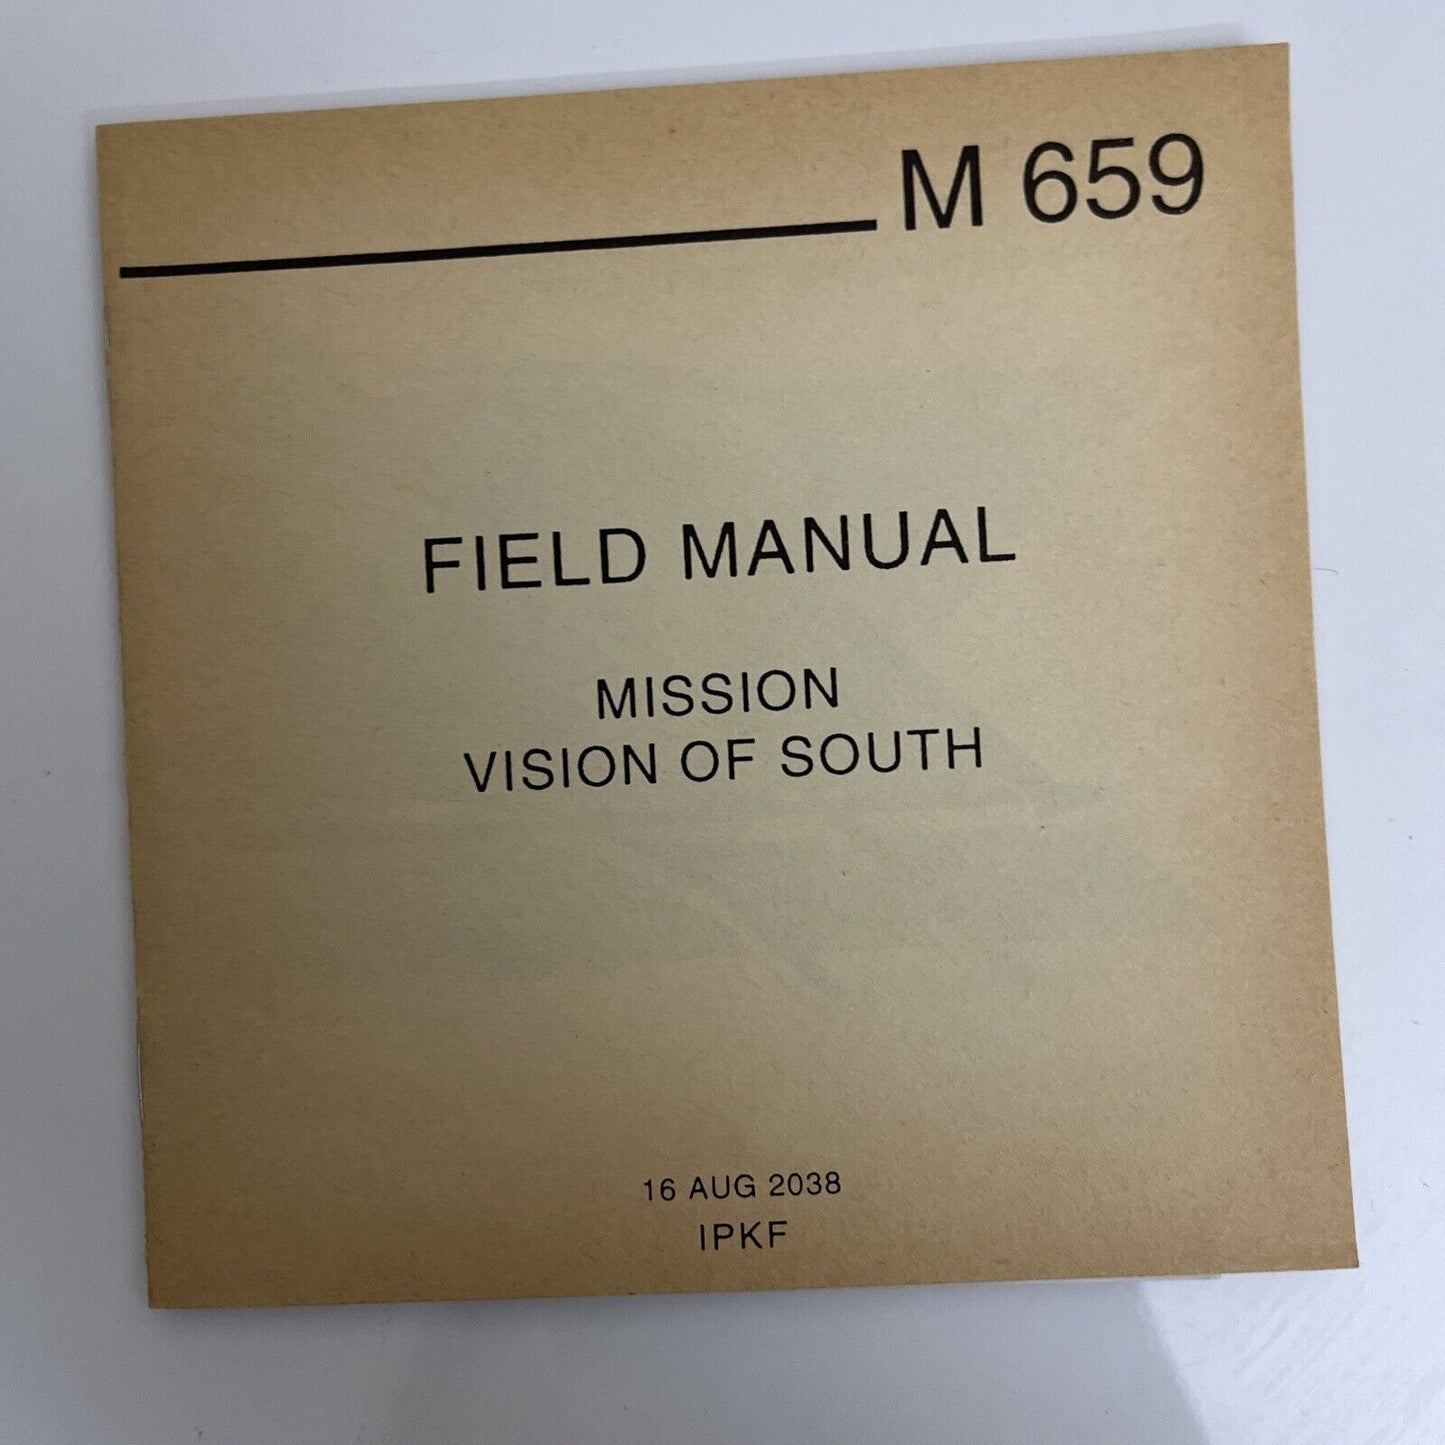 M 659
FIELD MANUAL
MISSION
VISION OF SOUTH
16 AUG 2038
IPKF